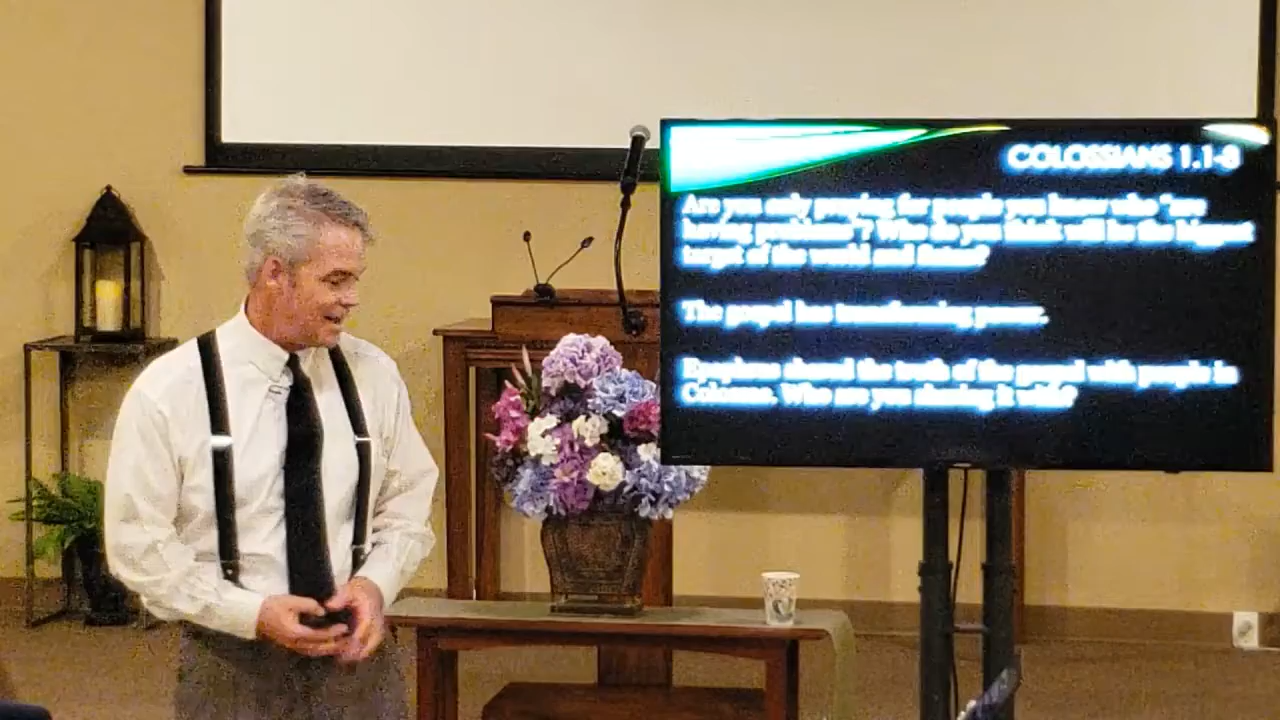 COLOSSIANS 1.1-8
Are you only praying for people you know who "are
having problems"? Who do you think will be the biggest
target of the world and
The gospel has transforming power.
Epaphras shared the truth of the gospel with people in
Colossae. Who are you sharing it with?